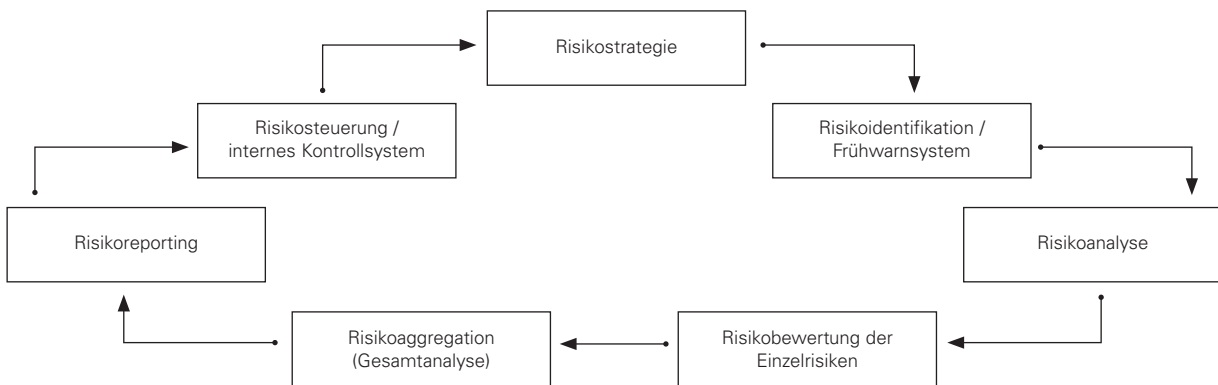 Risikostrategie
Risikosteuerung /
internes Kontrollsystem
Risikoidentifikation /
Frühwarnsystem
Risikoreporting
Risikoanalyse
Risikoaggregation
(Gesamtanalyse)
Risikobewertung der
Einzelrisiken